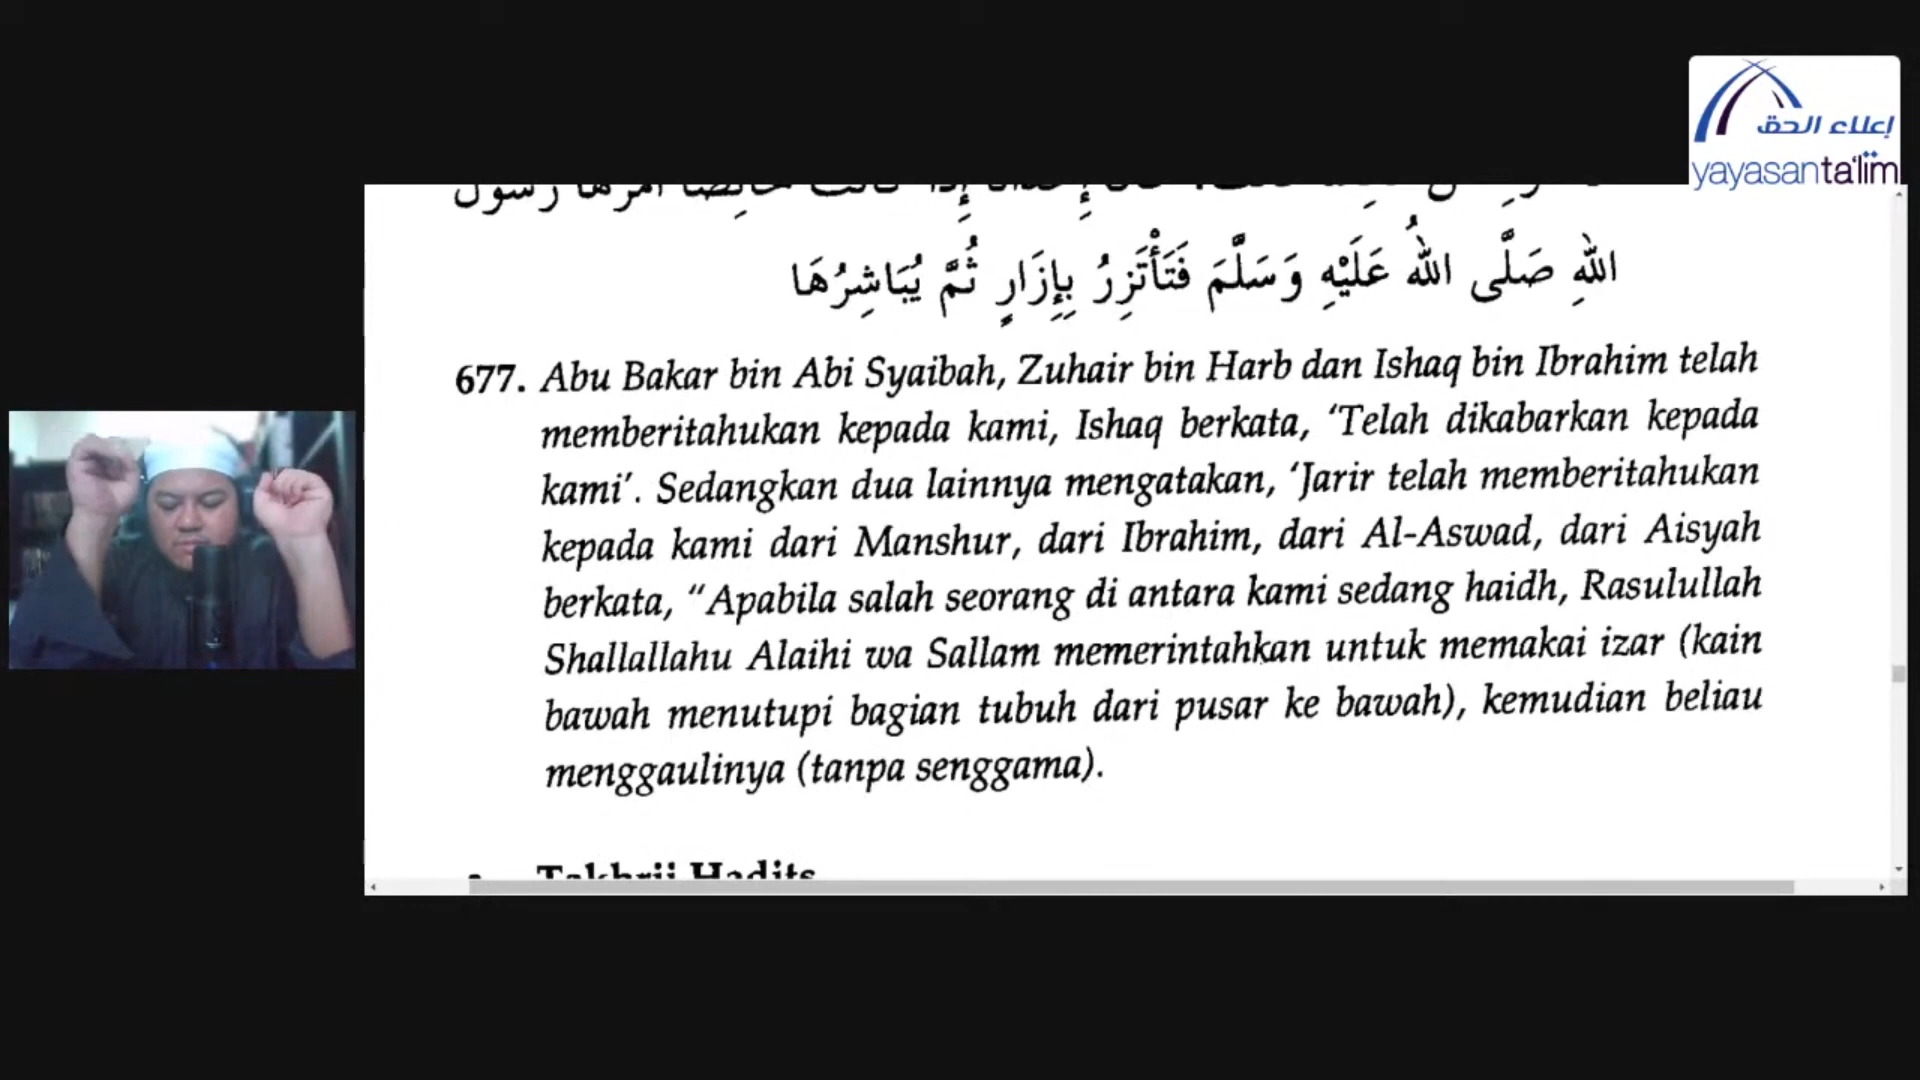 إعلاء الحق
yayasanta'lim
اللهِ صَلَّى اللهُ عَلَيْهِ وَسَلَّمَ فَتَأْتَزِرُ بِإِزَارٍ ثُمَّ يُبَاشِرُهَا
677. Abu Bakar bin Abi Syaibah, Zuhair bin Harb dan Ishaq bin Ibrahim telah
memberitahukan kepada kami, Ishaq berkata, ‘Telah dikabarkan kepada
kami’. Sedangkan dua lainnya mengatakan, ‘Jarir telah memberitahukan
kepada kami dari Manshur, dari Ibrahim, dari Al-Aswad, dari Aisyah
berkata, “Apabila salah seorang di antara kami sedang haidh, Rasulullah
Shallallahu Alaihi wa Sallam memerintahkan untuk memakai izar (kain
bawah menutupi bagian tubuh dari pusar ke bawah), kemudian beliau
menggaulinya (tanpa senggama).
Takhrij Hadits